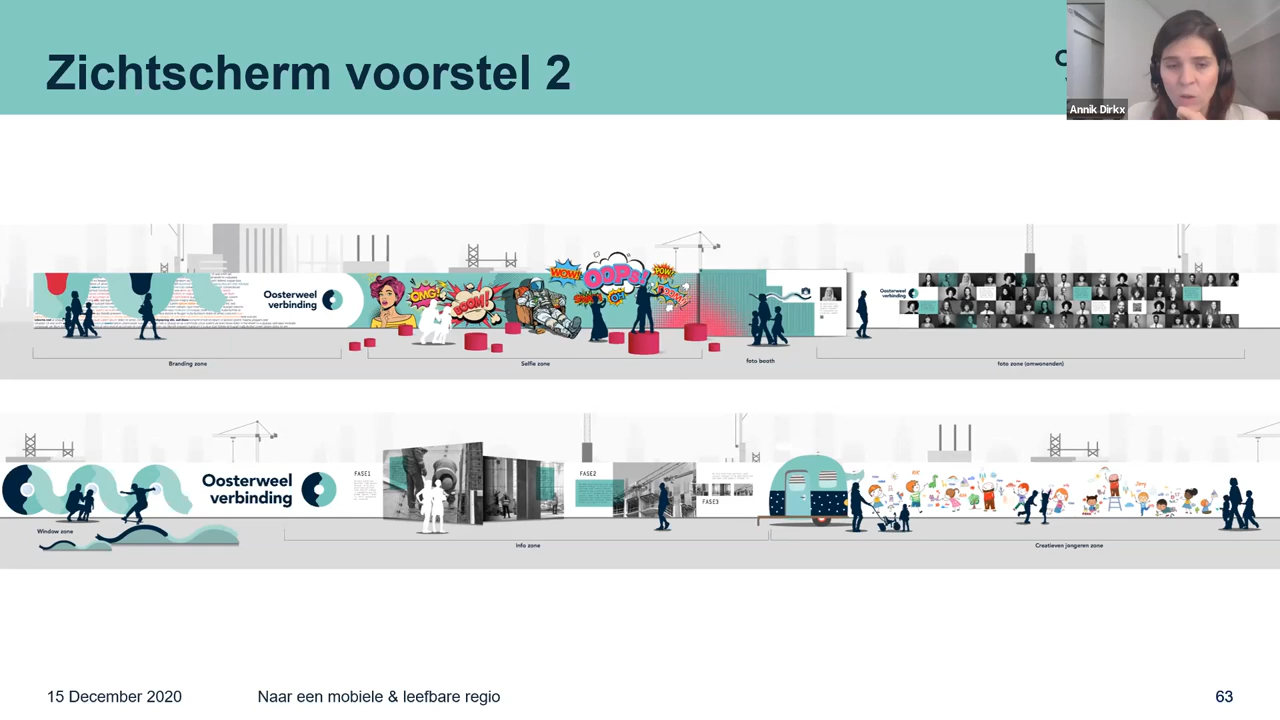 Zichtscherm voorstel 2
Annik Dirkx
Oosterweel
verbinding
OMG!
BOOM!
WOW!
OOPS!
POW!
OH
Oosterweel
verbinding
Branding zone
Selfie zone
foto booth
foto zone (omwonenden)
Oosterweel
verbinding
FASE1
FASE2
FASE3
Window zone
Info zone
Creatieven jongeren zone
15 December 2020
Naar een mobiele & leefbare regio
63